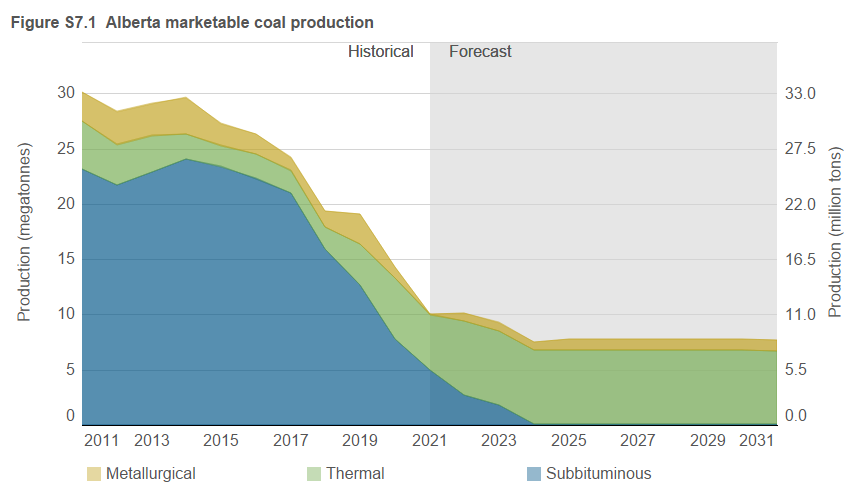 Figure S7.1 Alberta marketable coal production
Historical Forecast
30 33.0
25 27.5
20 22.0
15 16.5
10 11.0
5 5.5
0 0.0
Production (megatonnes)
Production (million tons)
2011 2013 2015 2017 2019 2021 2023 2025 2027 2029 2031
Metallurgical Thermal Subbituminous